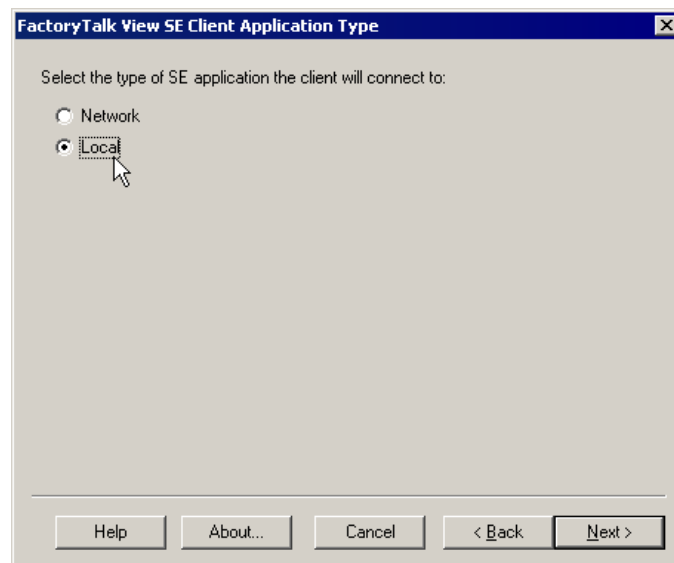 FactoryTalk View SE Client Application Type
Select the type of SE application the client will connect to:
Network
Local
Help About... Cancel < Back Next >